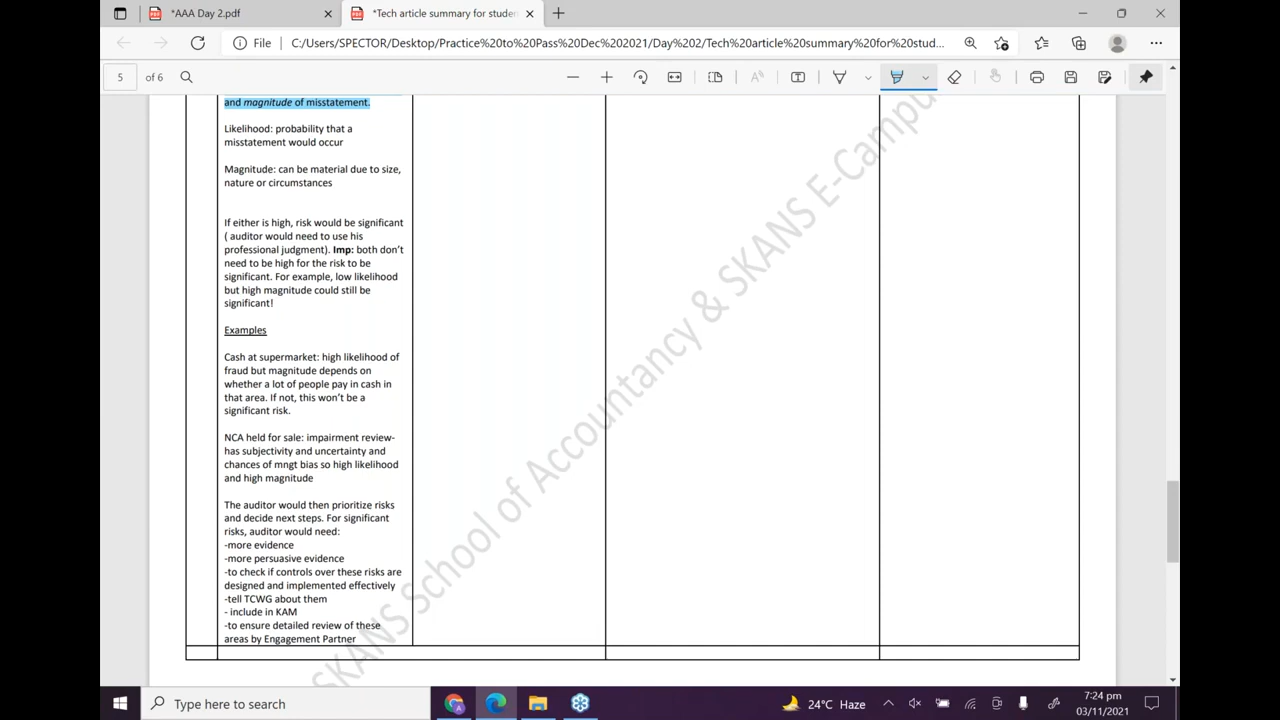 *AAA Day 2.pdf
*Tech article summary for studen
File
C:/Users/SPECTOR/Desktop/Practice%20to%20Pass%20Dec%202021/Day%202/Tech%20article%20summary%20for%20stud...
5 of 6
and magnitude of misstatement.
Likelihood: probability that a
misstatement would occur
Magnitude: can be material due to size,
nature or circumstances
If either is high, risk would be significant
( auditor would need to use his
professional judgment). Imp: both don't
need to be high for the risk to be
significant. For example, low likelihood
but high magnitude could still be
significant!
Examples
Cash at supermarket: high likelihood of
fraud but magnitude depends on
whether a lot of people pay in cash in
that area. If not, this won't be a
significant risk.
NCA held for sale: impairment review-
has subjectivity and uncertainty and
chances of mngt bias so high likelihood
and high magnitude
The auditor would then prioritize risks
and decide next steps. For significant
risks, auditor would need:
-more evidence
-more persuasive evidence
-to check if controls over these risks are
designed and implemented effectively
-tell TCWG about them
- include in KAM
-to ensure detailed review of these
areas by Engagement Partner
SKANS School of Accountancy & SKANS E-Campu
Type here to search
24°C Haze
7:24 pm
03/11/2021